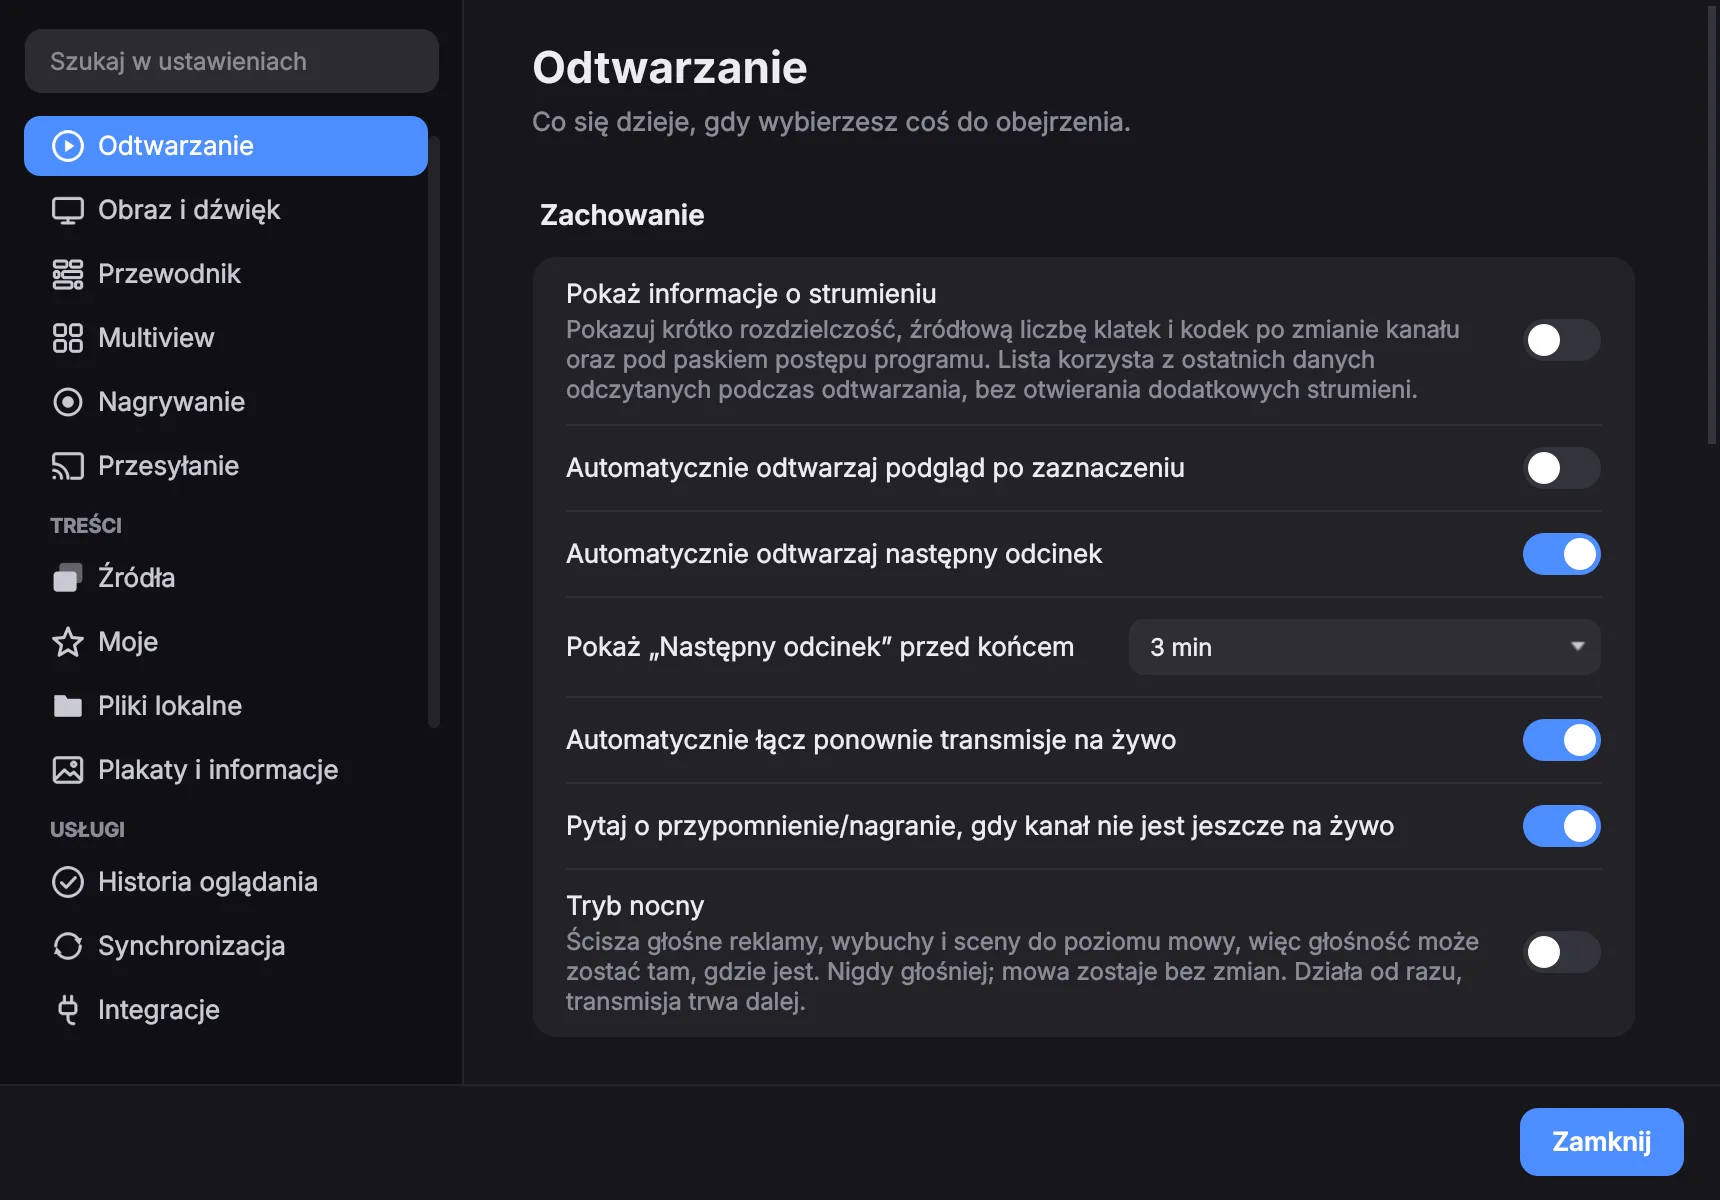 Szukaj w ustawieniach
Odtwarzanie
Obraz i dźwięk
Przewodnik
Multiview
Nagrywanie
Przesyłanie
TREŚCI
Źródła
Moje
Pliki lokalne
Plakaty i informacje
USŁUGI
Historia oglądania
Synchronizacja
Integracje
Odtwarzanie
Co się dzieje, gdy wybierzesz coś do obejrzenia.
Zachowanie
Pokaż informacje o strumieniu
Pokazuj krótko rozdzielczość, źródłową liczbę klatek i kodek po zmianie kanału
oraz pod paskiem postępu programu. Lista korzysta z ostatnich danych
odczytanych podczas odtwarzania, bez otwierania dodatkowych strumieni.
Automatycznie odtwarzaj podgląd po zaznaczeniu
Automatycznie odtwarzaj następny odcinek
Pokaż „Następny odcinek” przed końcem
3 min
Automatycznie łącz ponownie transmisje na żywo
Pytaj o przypomnienie/nagranie, gdy kanał nie jest jeszcze na żywo
Tryb nocny
Ścisza głośne reklamy, wybuchy i sceny do poziomu mowy, więc głośność może
zostać tam, gdzie jest. Nigdy głośniej; mowa zostaje bez zmian. Działa od razu,
transmisja trwa dalej.
Zamknij